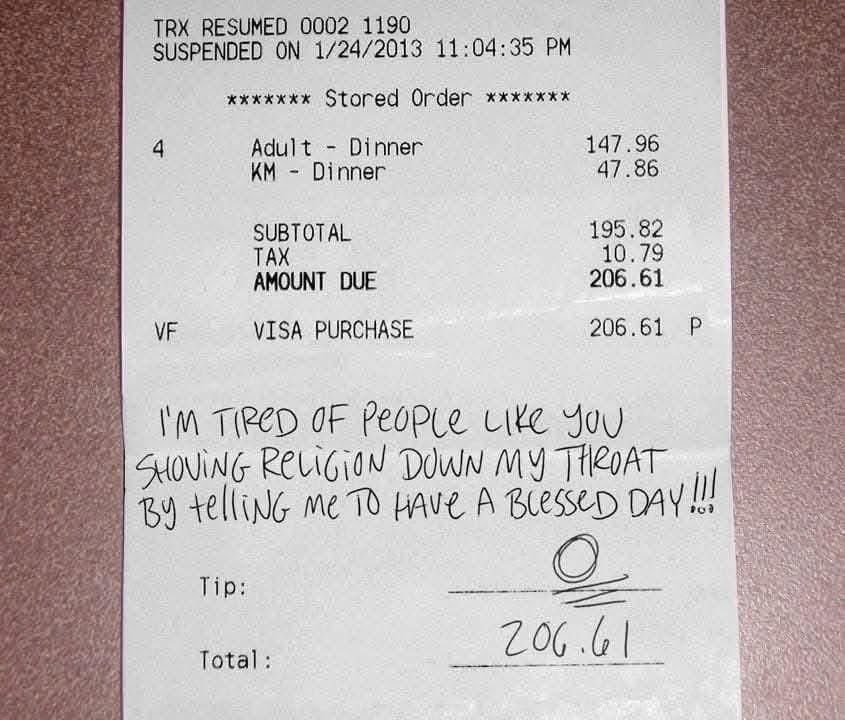 TRX RESUMED 0002 1190
SUSPENDED ON 1/24/2013 11:04:35 PM
******* Stored Order *******
4 Adult - Dinner 147.96
KM - Dinner 47.86
SUBTOTAL 195.82
TAX 10.79
AMOUNT DUE 206.61
VF VISA PURCHASE 206.61 P
I'M TIRED OF PEOPLE LIKE YOU
SHOVING RELIGION DOWN MY THROAT
BY telliNG ME TO HAVE A BLESSED DAY!!!
Tip: 0
Total: 206.61